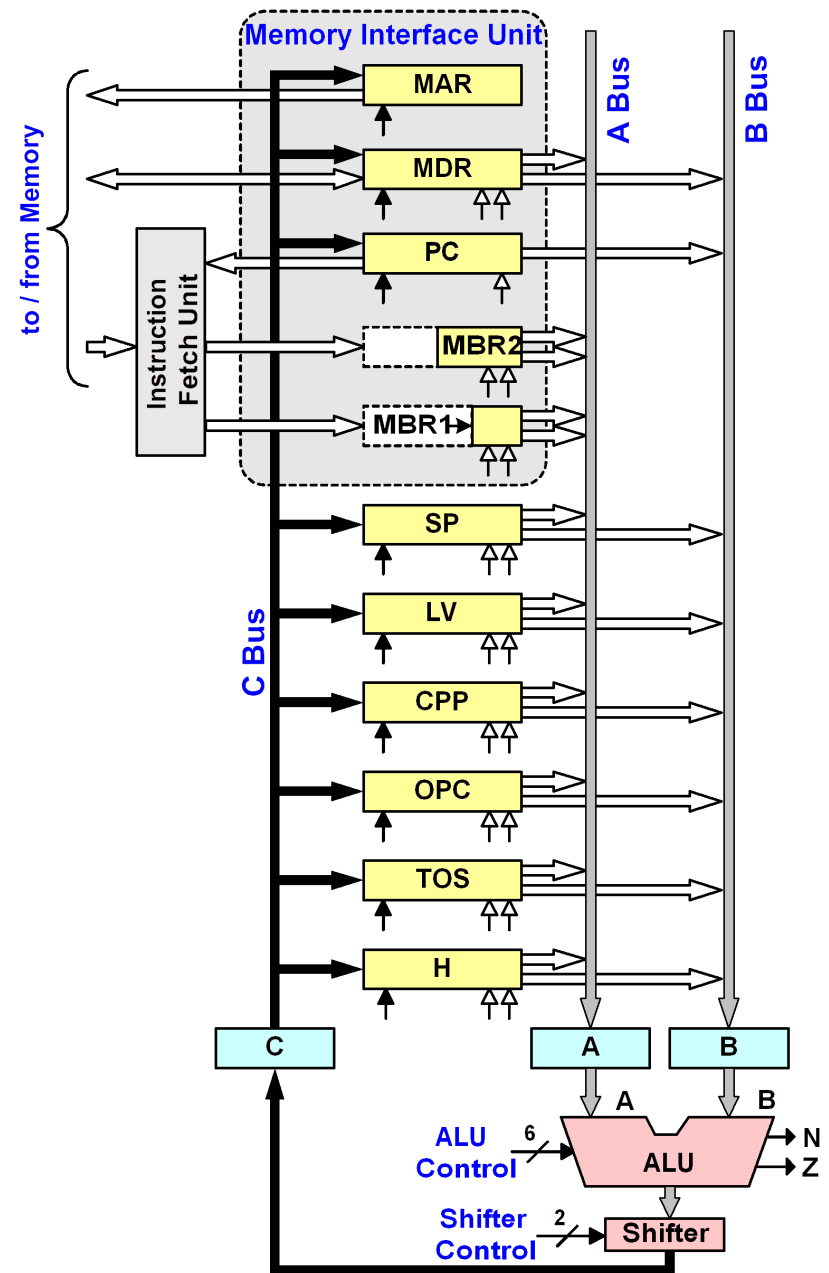 Memory Interface Unit
A Bus
B Bus
MAR
MDR
PC
to / from Memory
Instruction
Fetch Unit
MBR2
MBR1
SP
LV
C Bus
CPP
OPC
TOS
H
C
A
B
A
B
ALU
Control
6
ALU
N
Z
Shifter
Control
2
Shifter